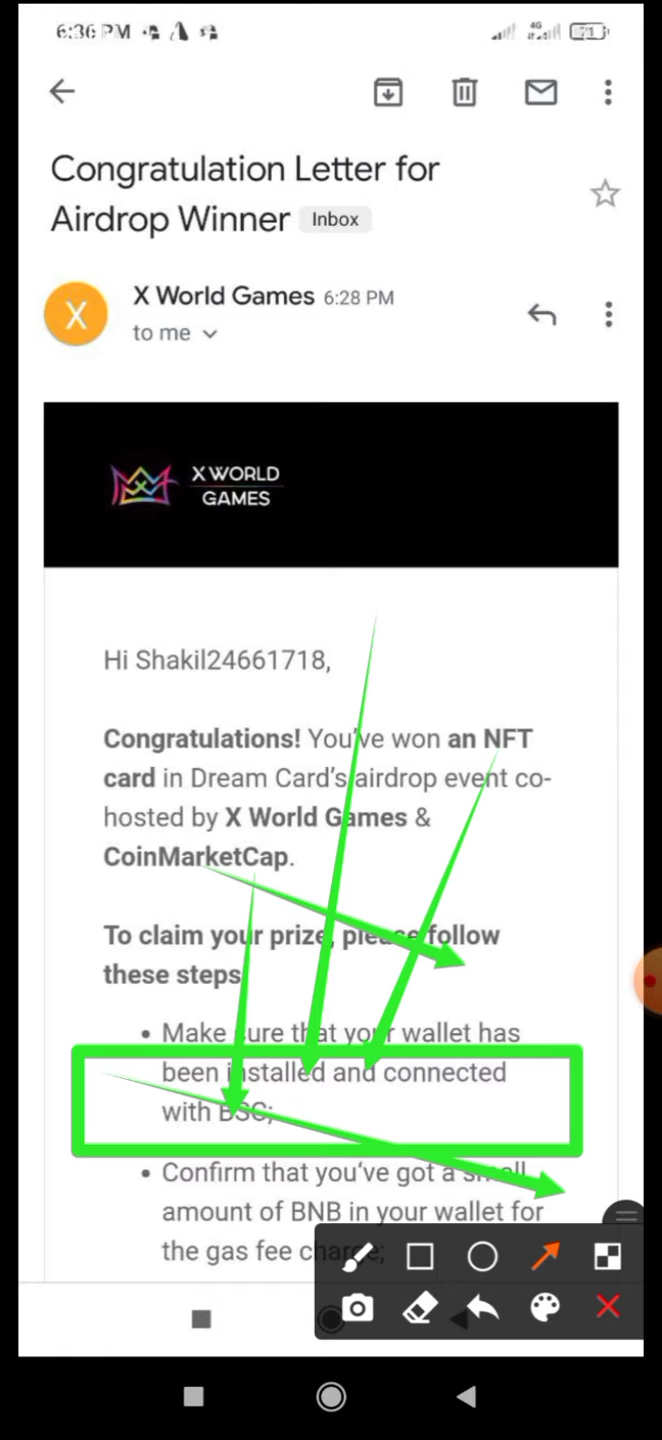 6:36 PM
4G
71
Congratulation Letter for
Airdrop Winner Inbox
X
X World Games 6:28 PM
to me
X WORLD
GAMES
Hi Shakil24661718,
Congratulations! You've won an NFT
card in Dream Card's airdrop event co-
hosted by X World Games &
CoinMarketCap.
To claim your prize, please follow
these steps
Make sure that your wallet has
been installed and connected
with BSC;
Confirm that you've got a small
amount of BNB in your wallet for
the gas fee charge;